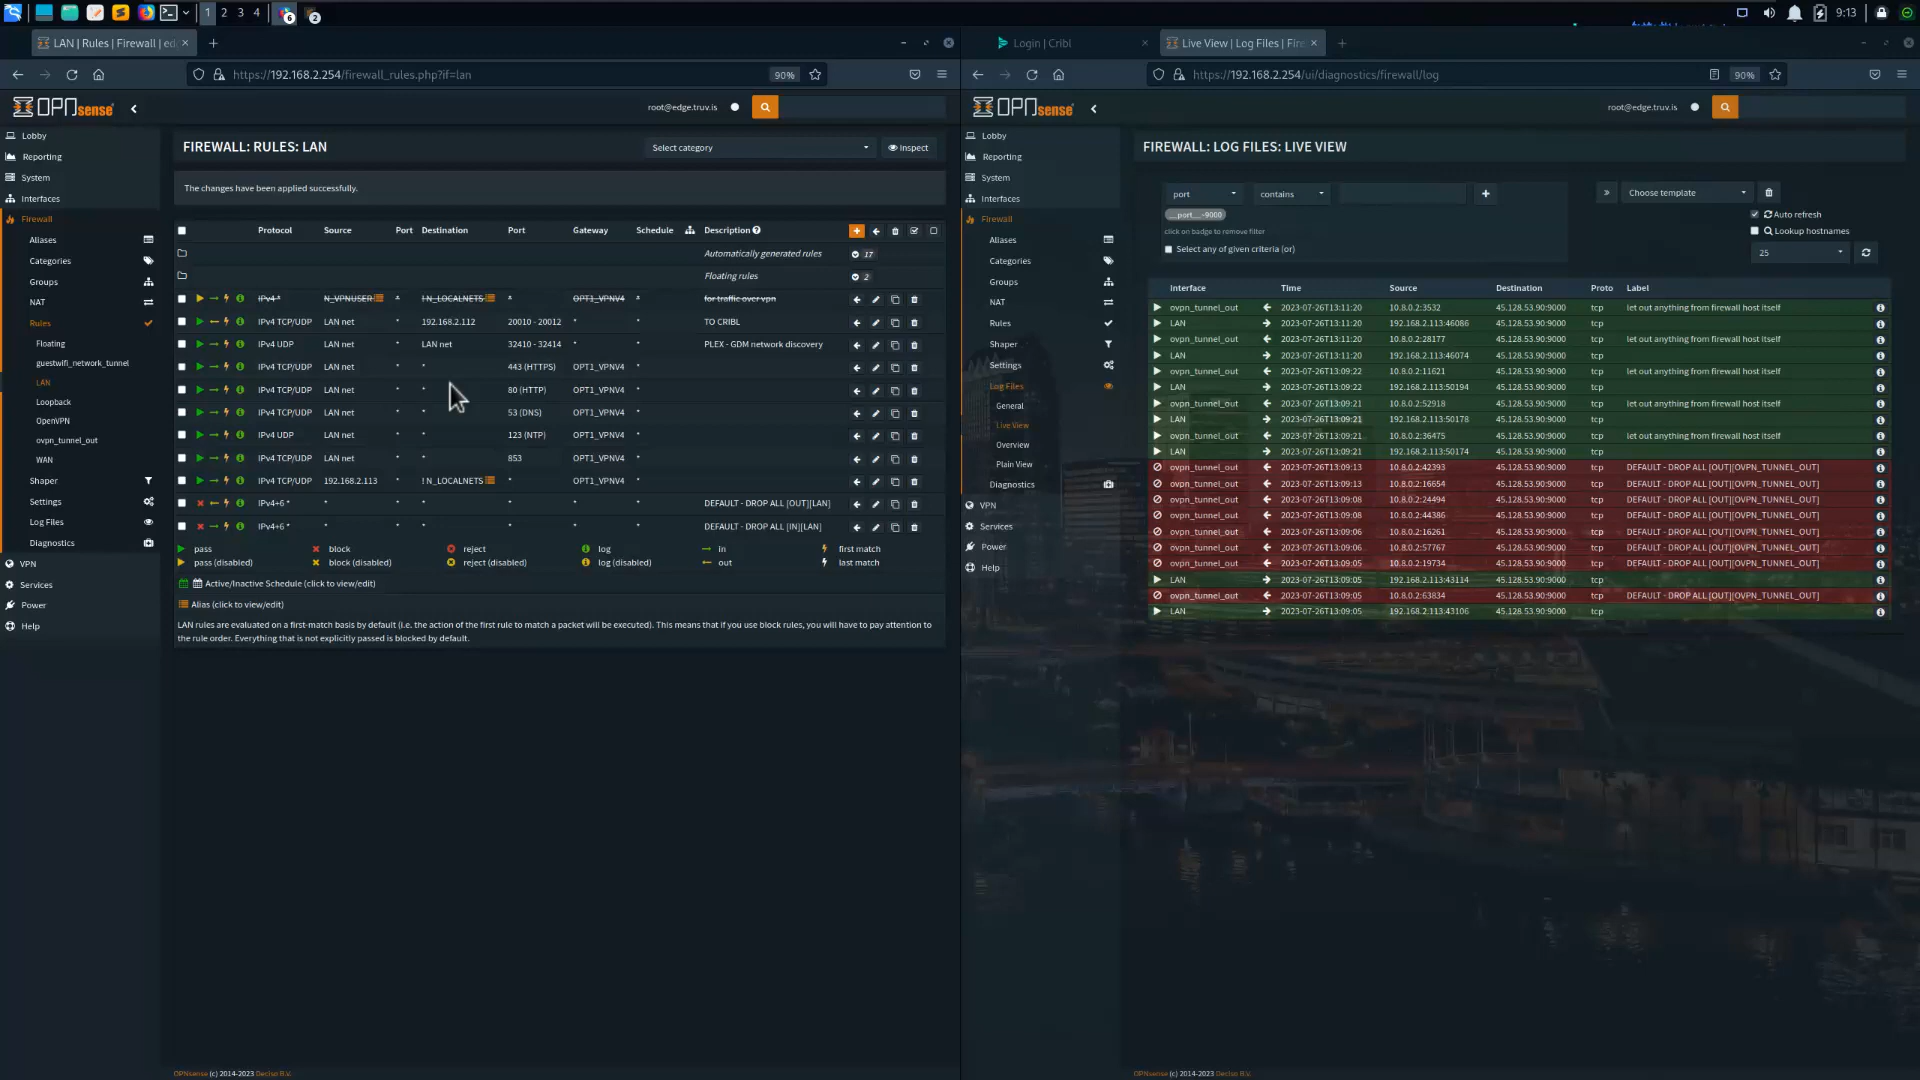 1 2 3 4 6 2 9:13
LAN | Rules | Firewall | ed
https://192.168.2.254/firewall_rules.php?if=lan 90%
OPNsense root@edge.truv.is
Lobby
Reporting
System
Interfaces
Firewall
Aliases
Categories
Groups
NAT
Rules
Floating
guestwifi_network_tunnel
LAN
Loopback
OpenVPN
ovpn_tunnel_out
WAN
Shaper
Settings
Log Files
Diagnostics
VPN
Services
Power
Help
FIREWALL: RULES: LAN Select category Inspect
The changes have been applied successfully.
Protocol Source Port Destination Port Gateway Schedule Description
Automatically generated rules 17
Floating rules 2
IPv4 * N_VPNUSER * ! N_LOCALNETS * OPT1_VPNV4 * for traffic over vpn
IPv4 TCP/UDP LAN net * 192.168.2.112 20010 - 20012 * * TO CRIBL
IPv4 UDP LAN net * LAN net 32410 - 32414 * * PLEX - GDM network discovery
IPv4 TCP/UDP LAN net * * 443 (HTTPS) OPT1_VPNV4 *
IPv4 TCP/UDP LAN net * * 80 (HTTP) OPT1_VPNV4 *
IPv4 TCP/UDP LAN net * * 53 (DNS) OPT1_VPNV4 *
IPv4 UDP LAN net * * 123 (NTP) OPT1_VPNV4 *
IPv4 TCP/UDP LAN net * * 853 OPT1_VPNV4 *
IPv4 TCP/UDP 192.168.2.113 * ! N_LOCALNETS * OPT1_VPNV4 *
IPv4+6 * * * * * * * DEFAULT - DROP ALL [OUT][LAN]
IPv4+6 * * * * * * * DEFAULT - DROP ALL [IN][LAN]
pass block reject log in first match
pass (disabled) block (disabled) reject (disabled) log (disabled) out last match
Active/Inactive Schedule (click to view/edit)
Alias (click to view/edit)
LAN rules are evaluated on a first-match basis by default (i.e. the action of the first rule to match a packet will be executed). This means that if you use block rules, you will have to pay attention to
the rule order. Everything that is not explicitly passed is blocked by default.
OPNsense (c) 2014-2023 Deciso B.V.
Login | Cribl Live View | Log Files | Fire
https://192.168.2.254/ui/diagnostics/firewall/log 90%
OPNsense root@edge.truv.is
Lobby
Reporting
System
Interfaces
Firewall
Aliases
Categories
Groups
NAT
Rules
Shaper
Settings
Log Files
General
Live View
Overview
Plain View
Diagnostics
VPN
Services
Power
Help
FIREWALL: LOG FILES: LIVE VIEW
port contains Choose template
__port__~9000 Auto refresh
click on badge to remove filter Lookup hostnames
Select any of given criteria (or) 25
Interface Time Source Destination Proto Label
ovpn_tunnel_out 2023-07-26T13:11:20 10.8.0.2:3532 45.128.53.90:9000 tcp let out anything from firewall host itself
LAN 2023-07-26T13:11:20 192.168.2.113:46086 45.128.53.90:9000 tcp
ovpn_tunnel_out 2023-07-26T13:11:20 10.8.0.2:28177 45.128.53.90:9000 tcp let out anything from firewall host itself
LAN 2023-07-26T13:11:20 192.168.2.113:46074 45.128.53.90:9000 tcp
ovpn_tunnel_out 2023-07-26T13:09:22 10.8.0.2:11621 45.128.53.90:9000 tcp let out anything from firewall host itself
LAN 2023-07-26T13:09:22 192.168.2.113:50194 45.128.53.90:9000 tcp
ovpn_tunnel_out 2023-07-26T13:09:21 10.8.0.2:52918 45.128.53.90:9000 tcp let out anything from firewall host itself
LAN 2023-07-26T13:09:21 192.168.2.113:50178 45.128.53.90:9000 tcp
ovpn_tunnel_out 2023-07-26T13:09:21 10.8.0.2:36475 45.128.53.90:9000 tcp let out anything from firewall host itself
LAN 2023-07-26T13:09:21 192.168.2.113:50174 45.128.53.90:9000 tcp
ovpn_tunnel_out 2023-07-26T13:09:13 10.8.0.2:42393 45.128.53.90:9000 tcp DEFAULT - DROP ALL [OUT][OVPN_TUNNEL_OUT]
ovpn_tunnel_out 2023-07-26T13:09:13 10.8.0.2:16654 45.128.53.90:9000 tcp DEFAULT - DROP ALL [OUT][OVPN_TUNNEL_OUT]
ovpn_tunnel_out 2023-07-26T13:09:08 10.8.0.2:24494 45.128.53.90:9000 tcp DEFAULT - DROP ALL [OUT][OVPN_TUNNEL_OUT]
ovpn_tunnel_out 2023-07-26T13:09:08 10.8.0.2:44386 45.128.53.90:9000 tcp DEFAULT - DROP ALL [OUT][OVPN_TUNNEL_OUT]
ovpn_tunnel_out 2023-07-26T13:09:06 10.8.0.2:16261 45.128.53.90:9000 tcp DEFAULT - DROP ALL [OUT][OVPN_TUNNEL_OUT]
ovpn_tunnel_out 2023-07-26T13:09:06 10.8.0.2:57767 45.128.53.90:9000 tcp DEFAULT - DROP ALL [OUT][OVPN_TUNNEL_OUT]
ovpn_tunnel_out 2023-07-26T13:09:05 10.8.0.2:19734 45.128.53.90:9000 tcp DEFAULT - DROP ALL [OUT][OVPN_TUNNEL_OUT]
LAN 2023-07-26T13:09:05 192.168.2.113:43114 45.128.53.90:9000 tcp
ovpn_tunnel_out 2023-07-26T13:09:05 10.8.0.2:63834 45.128.53.90:9000 tcp DEFAULT - DROP ALL [OUT][OVPN_TUNNEL_OUT]
LAN 2023-07-26T13:09:05 192.168.2.113:43106 45.128.53.90:9000 tcp
OPNsense (c) 2014-2023 Deciso B.V.